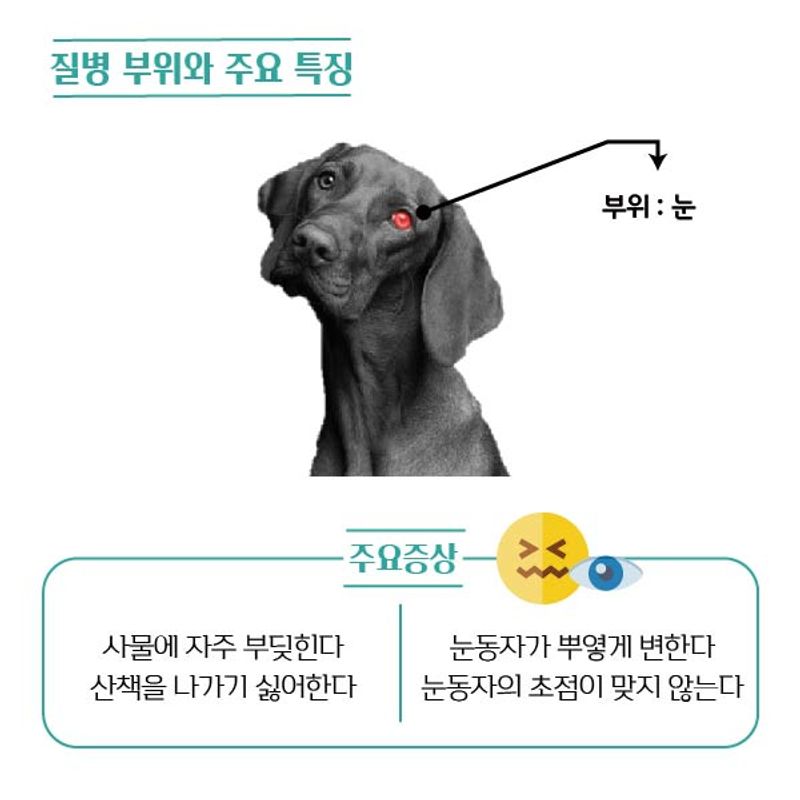 질병 부위와 주요 특징
부위 : 눈
주요증상
사물에 자주 부딪힌다
산책을 나가기 싫어한다
눈동자가 뿌옇게 변한다
눈동자의 초점이 맞지 않는다